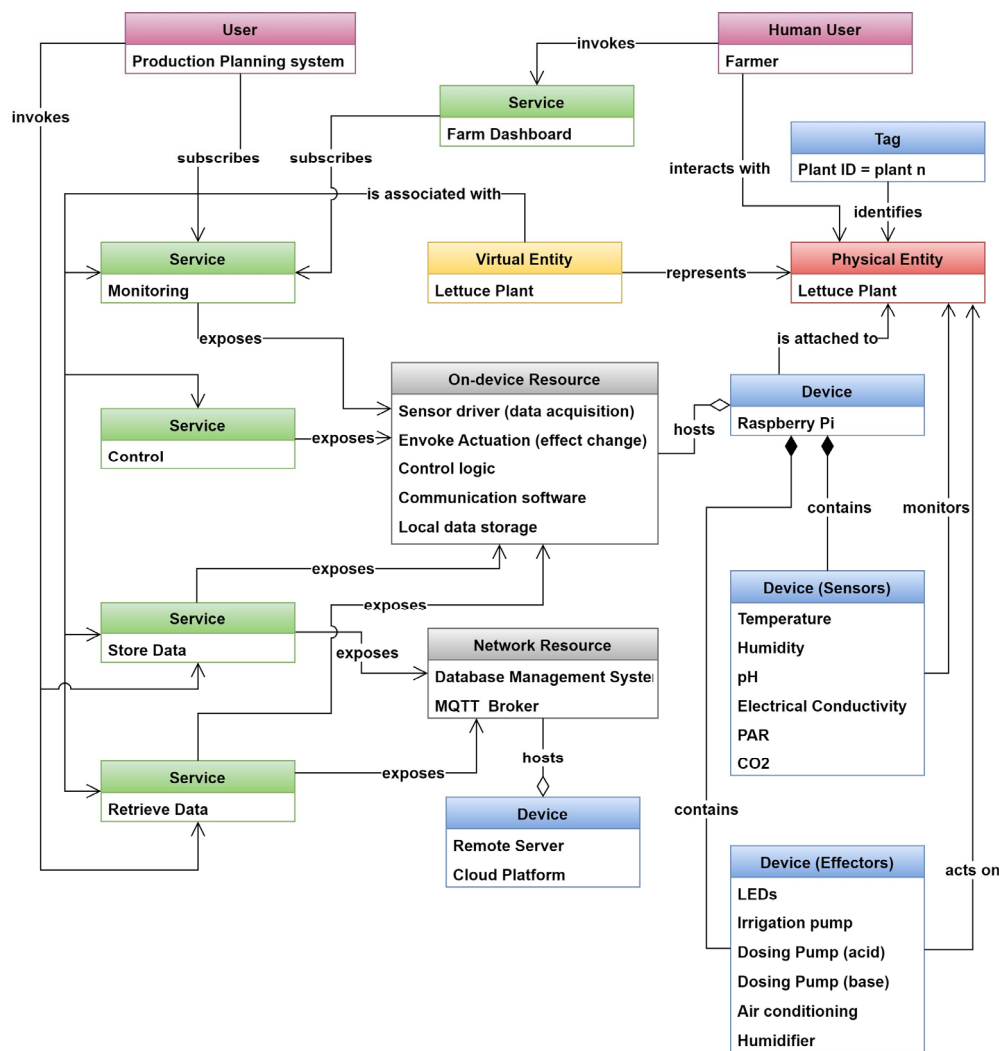 User
Production Planning system
Human User
Farmer
invokes
Service
Farm Dashboard
invokes
Tag
Plant ID = plant n
subscribes
subscribes
interacts with
is associated with
identifies
Service
Monitoring
Virtual Entity
Lettuce Plant
represents
Physical Entity
Lettuce Plant
exposes
is attached to
On-device Resource
Sensor driver (data acquisition)
Envoke Actuation (effect change)
Control logic
Communication software
Local data storage
Device
Raspberry Pi
hosts
Service
Control
exposes
contains
monitors
exposes
exposes
Device (Sensors)
Temperature
Humidity
pH
Electrical Conductivity
PAR
CO2
Service
Store Data
exposes
Network Resource
Database Management Syste
MQTT Broker
hosts
Service
Retrieve Data
exposes
Device
Remote Server
Cloud Platform
contains
Device (Effectors)
LEDs
Irrigation pump
Dosing Pump (acid)
Dosing Pump (base)
Air conditioning
Humidifier
acts on